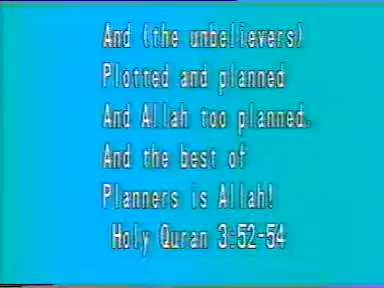 And (the unbelievers)
Plotted and planned
And Allah too planned.
And the best of
Planners is Allah!
Holy Quran 3:52-54